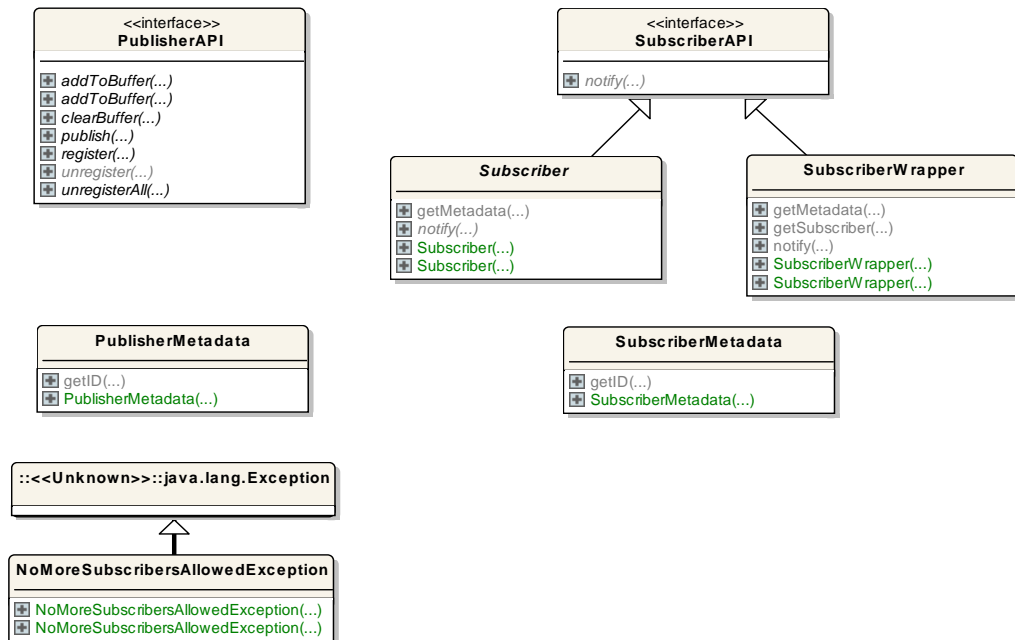 <<interface>>
PublisherAPI
addToBuffer(...)
addToBuffer(...)
clearBuffer(...)
publish(...)
register(...)
unregister(...)
unregisterAll(...)
<<interface>>
SubscriberAPI
notify(...)
Subscriber
getMetadata(...)
notify(...)
Subscriber(...)
Subscriber(...)
SubscriberWrapper
getMetadata(...)
getSubscriber(...)
notify(...)
SubscriberWrapper(...)
SubscriberWrapper(...)
PublisherMetadata
getID(...)
PublisherMetadata(...)
SubscriberMetadata
getID(...)
SubscriberMetadata(...)
::<<Unknown>>::java.lang.Exception
NoMoreSubscribersAllowedException
NoMoreSubscribersAllowedException(...)
NoMoreSubscribersAllowedException(...)